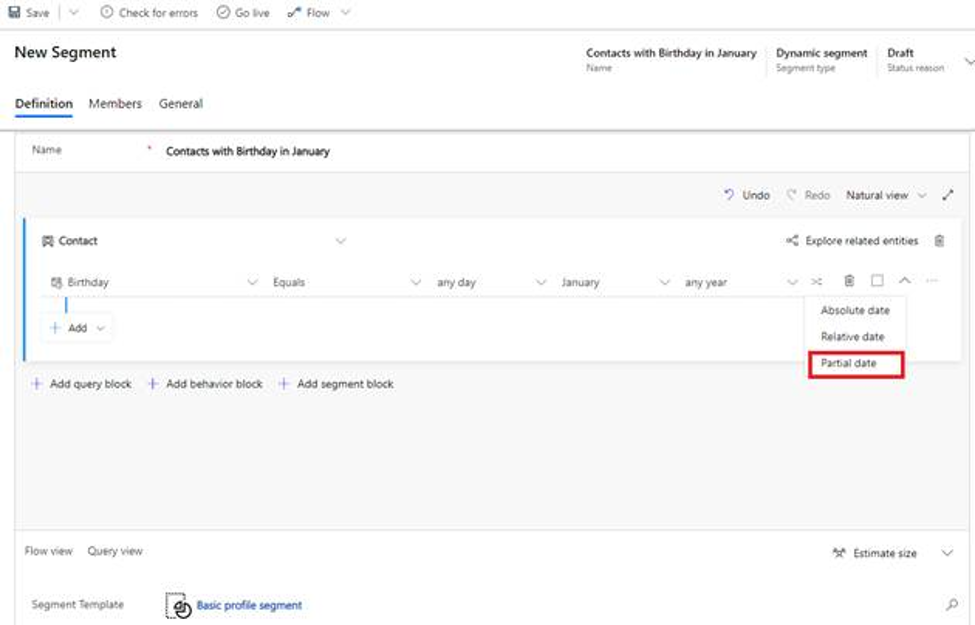 Save Check for errors Go live Flow
New Segment
Contacts with Birthday in January Dynamic segment Draft
Name Segment type Status reason
Definition Members General
Name * Contacts with Birthday in January
Undo Redo Natural view
Contact Explore related entities
Birthday Equals any day January any year
Absolute date
+ Add Relative date
Partial date
+ Add query block + Add behavior block + Add segment block
Flow view Query view Estimate size
Segment Template Basic profile segment